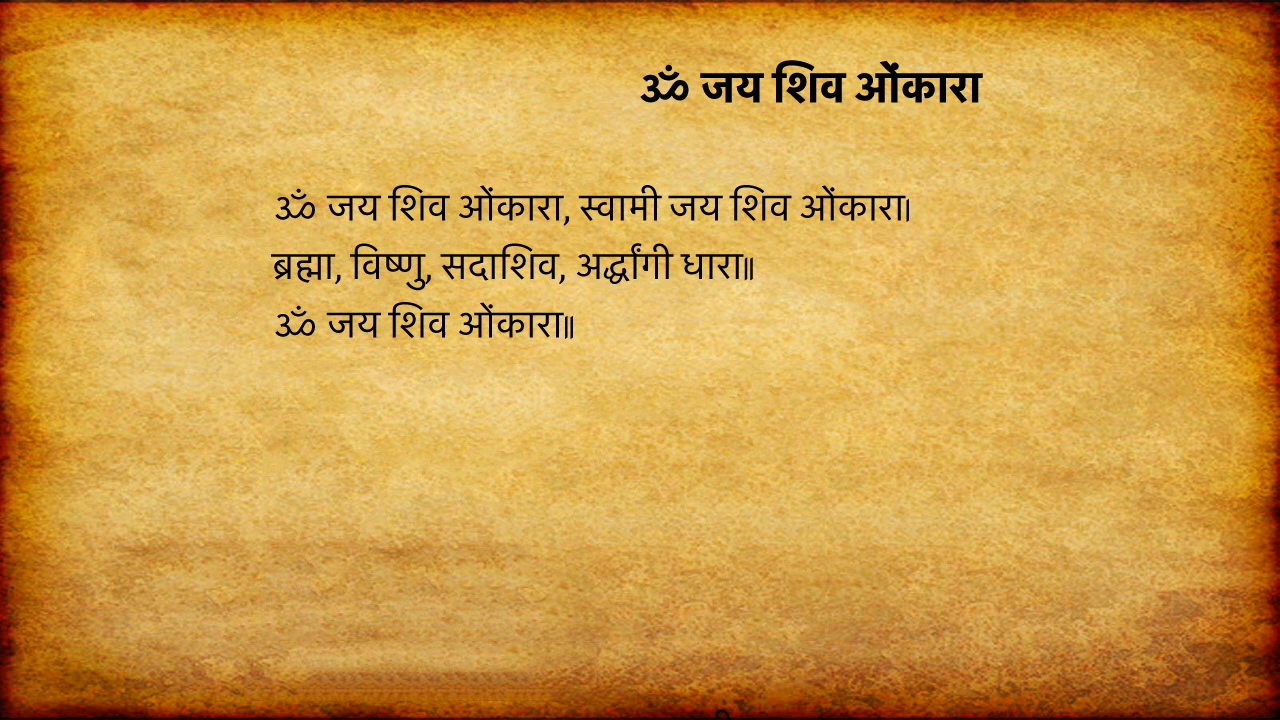 ॐ जय शिव ओंकारा
ॐ जय शिव ओंकारा, स्वामी जय शिव ओंकारा।
ब्रह्मा, विष्णु, सदाशिव, अर्द्धांगी धारा॥
ॐ जय शिव ओंकारा॥